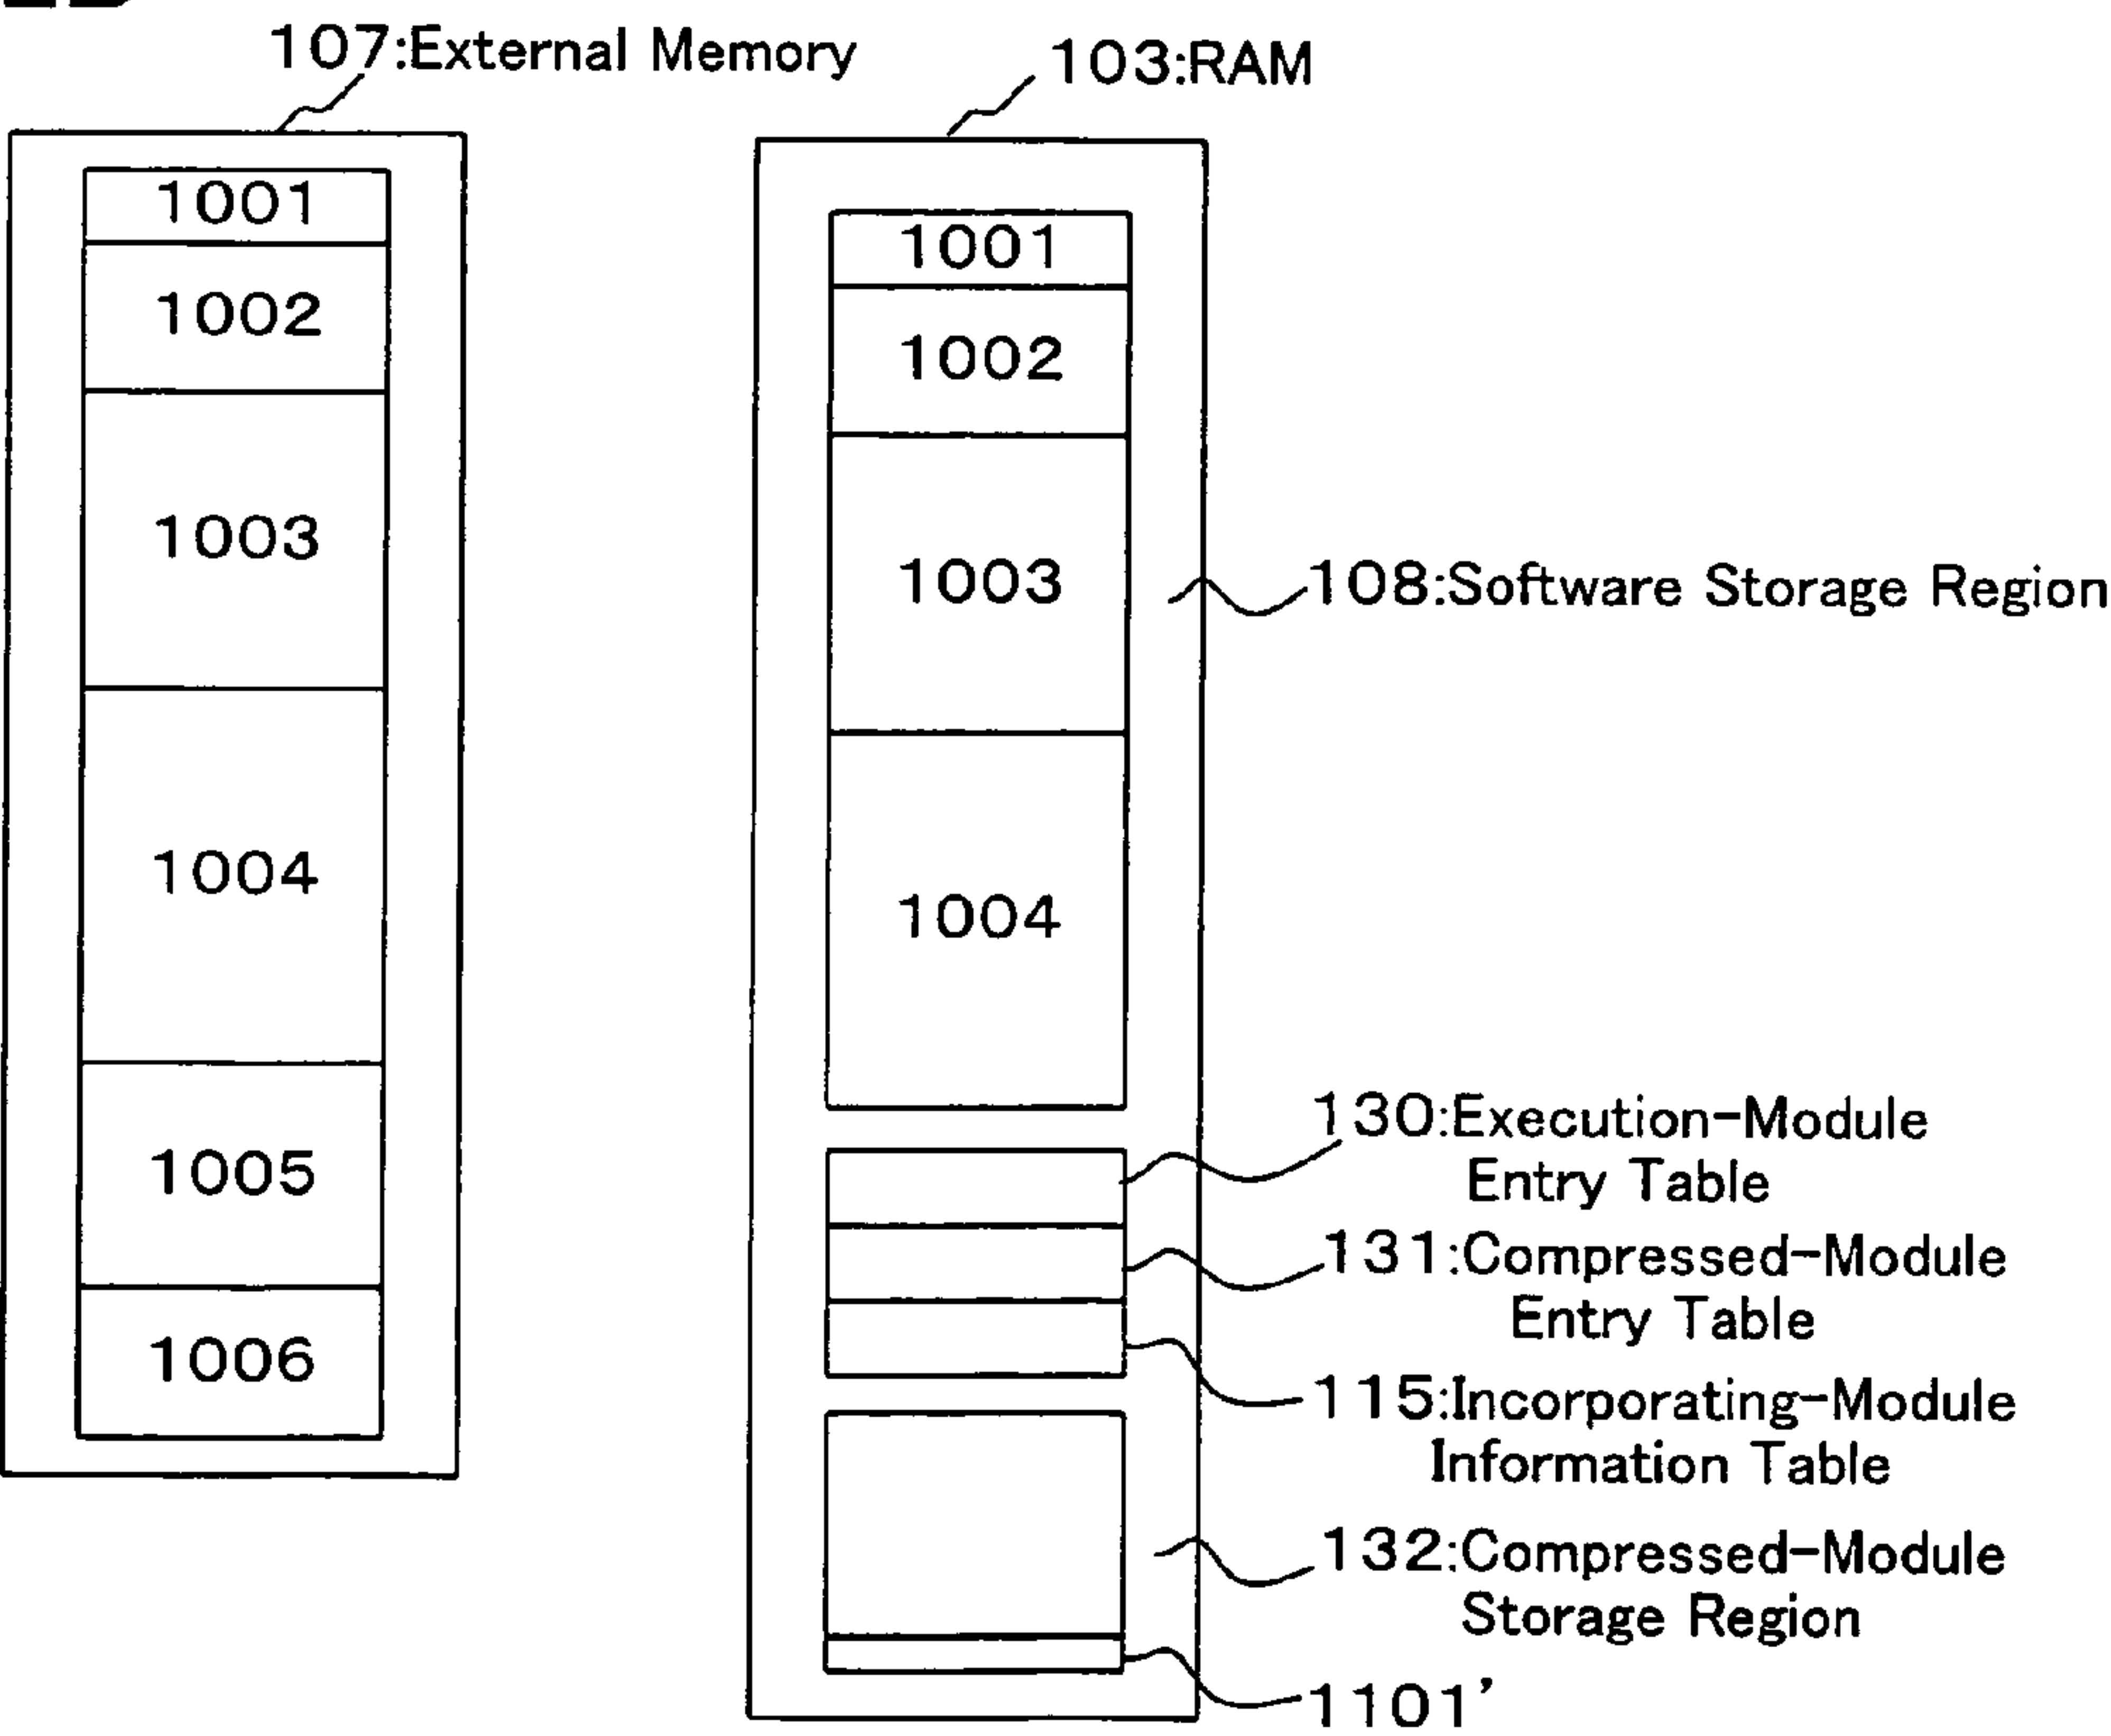 107:External Memory
103:RAM
1001
1002
1003
1004
1005
1006
1001
1002
1003
1004
108:Software Storage Region
130:Execution-Module
Entry Table
131:Compressed-Module
Entry Table
115:Incorporating-Module
Information Table
132:Compressed-Module
Storage Region
1101’